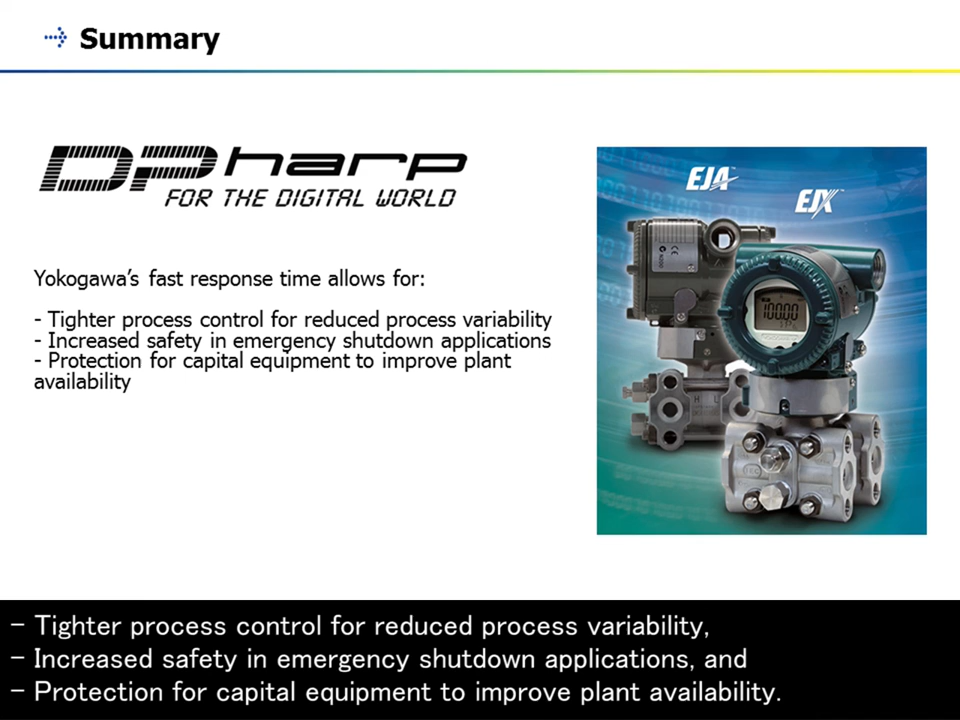 Summary
DPharp
FOR THE DIGITAL WORLD
EJA™
EJX™
Yokogawa’s fast response time allows for:
- Tighter process control for reduced process variability
- Increased safety in emergency shutdown applications
- Protection for capital equipment to improve plant
availability
100.00
H L
- Tighter process control for reduced process variability,
- Increased safety in emergency shutdown applications, and
- Protection for capital equipment to improve plant availability.